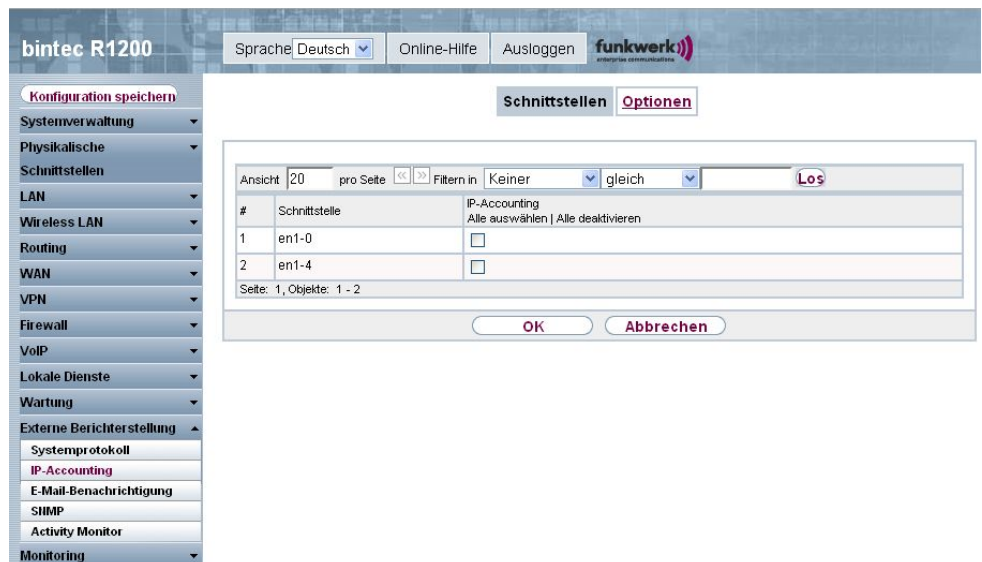 bintec R1200
Sprache Deutsch Online-Hilfe Ausloggen funkwerk
enterprise communications
Konfiguration speichern
Systemverwaltung
Physikalische
Schnittstellen
LAN
Wireless LAN
Routing
WAN
VPN
Firewall
VoIP
Lokale Dienste
Wartung
Externe Berichterstellung
Systemprotokoll
IP-Accounting
E-Mail-Benachrichtigung
SNMP
Activity Monitor
Monitoring
Schnittstellen Optionen
Ansicht 20 pro Seite << >> Filtern in Keiner gleich Los
# Schnittstelle IP-Accounting
Alle auswählen | Alle deaktivieren
1 en1-0
2 en1-4
Seite: 1, Objekte: 1 - 2
OK Abbrechen